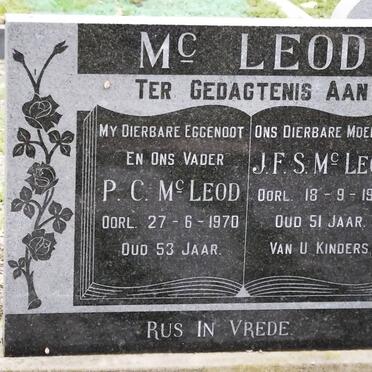 Mc LEOD
TER GEDAGTENIS AAN
MY DIERBARE EGGENOOT
EN ONS VADER
P. C. Mc LEOD
OORL. 27-6-1970
OUD 53 JAAR.
ONS DIERBARE
J.F.S. Mc
OORL. 18-9-
OUD 51 JAAR.
VAN U KINDERS.
RUS IN VREDE.